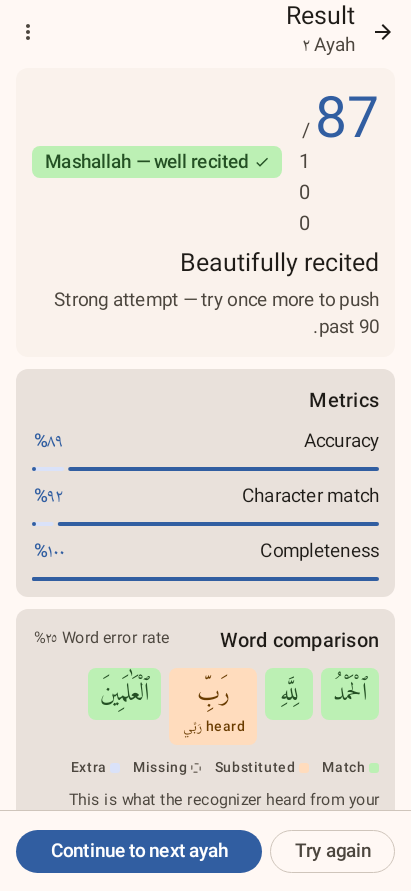 Result
Ayah ٢
87
/
1
0
0
Mashallah — well recited
Beautifully recited
Strong attempt — try once more to push
past 90.
Metrics
Accuracy
%٨٩
Character match
%٩٢
Completeness
%١٠٠
Word comparison
Word error rate %٢٥
ٱلْحَمْدُ لِلَّهِ رَبِّ ٱلْعَٰلَمِينَ
heard رَبِّي
Match Substituted Missing Extra
This is what the recognizer heard from your
Try again
Continue to next ayah